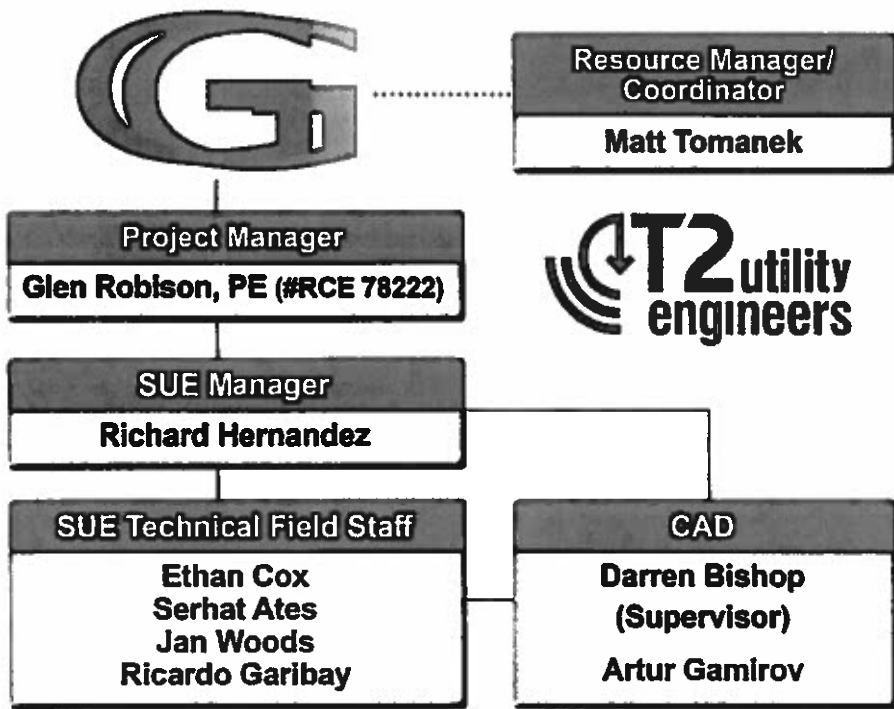 G
Resource Manager/
Coordinator
Matt Tomanek
Project Manager
Glen Robison, PE (#RCE 78222)
T2 utility
engineers
SUE Manager
Richard Hernandez
SUE Technical Field Staff
Ethan Cox
Serhat Ates
Jan Woods
Ricardo Garibay
CAD
Darren Bishop
(Supervisor)
Artur Gamirov